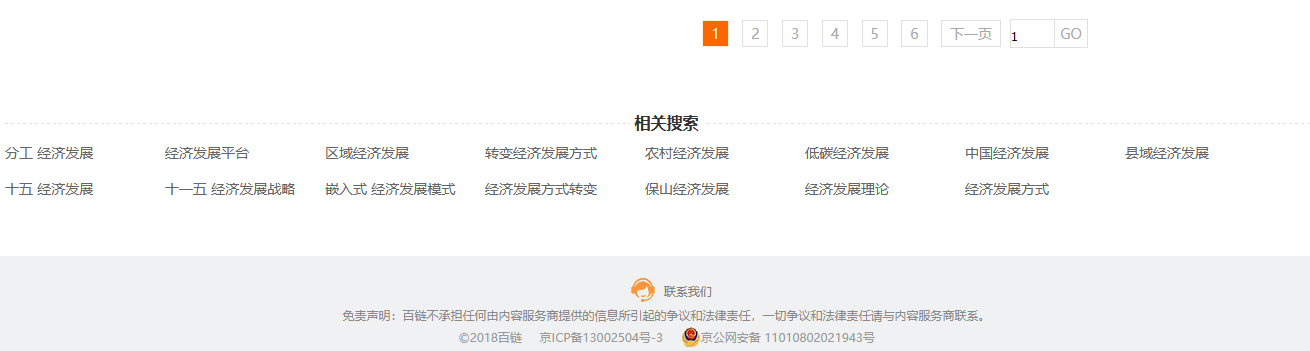 1 2 3 4 5 6 下一页 1 GO
相关搜索
分工 经济发展 经济发展平台 区域经济发展 转变经济发展方式 农村经济发展 低碳经济发展 中国经济发展 县域经济发展
十五 经济发展 十一五 经济发展战略 嵌入式 经济发展模式 经济发展方式转变 保山经济发展 经济发展理论 经济发展方式
联系我们
免责声明：百链不承担任何由内容服务商提供的信息所引起的争议和法律责任，一切争议和法律责任请与内容服务商联系。
©2018百链 京ICP备13002504号-3 京公网安备 11010802021943号